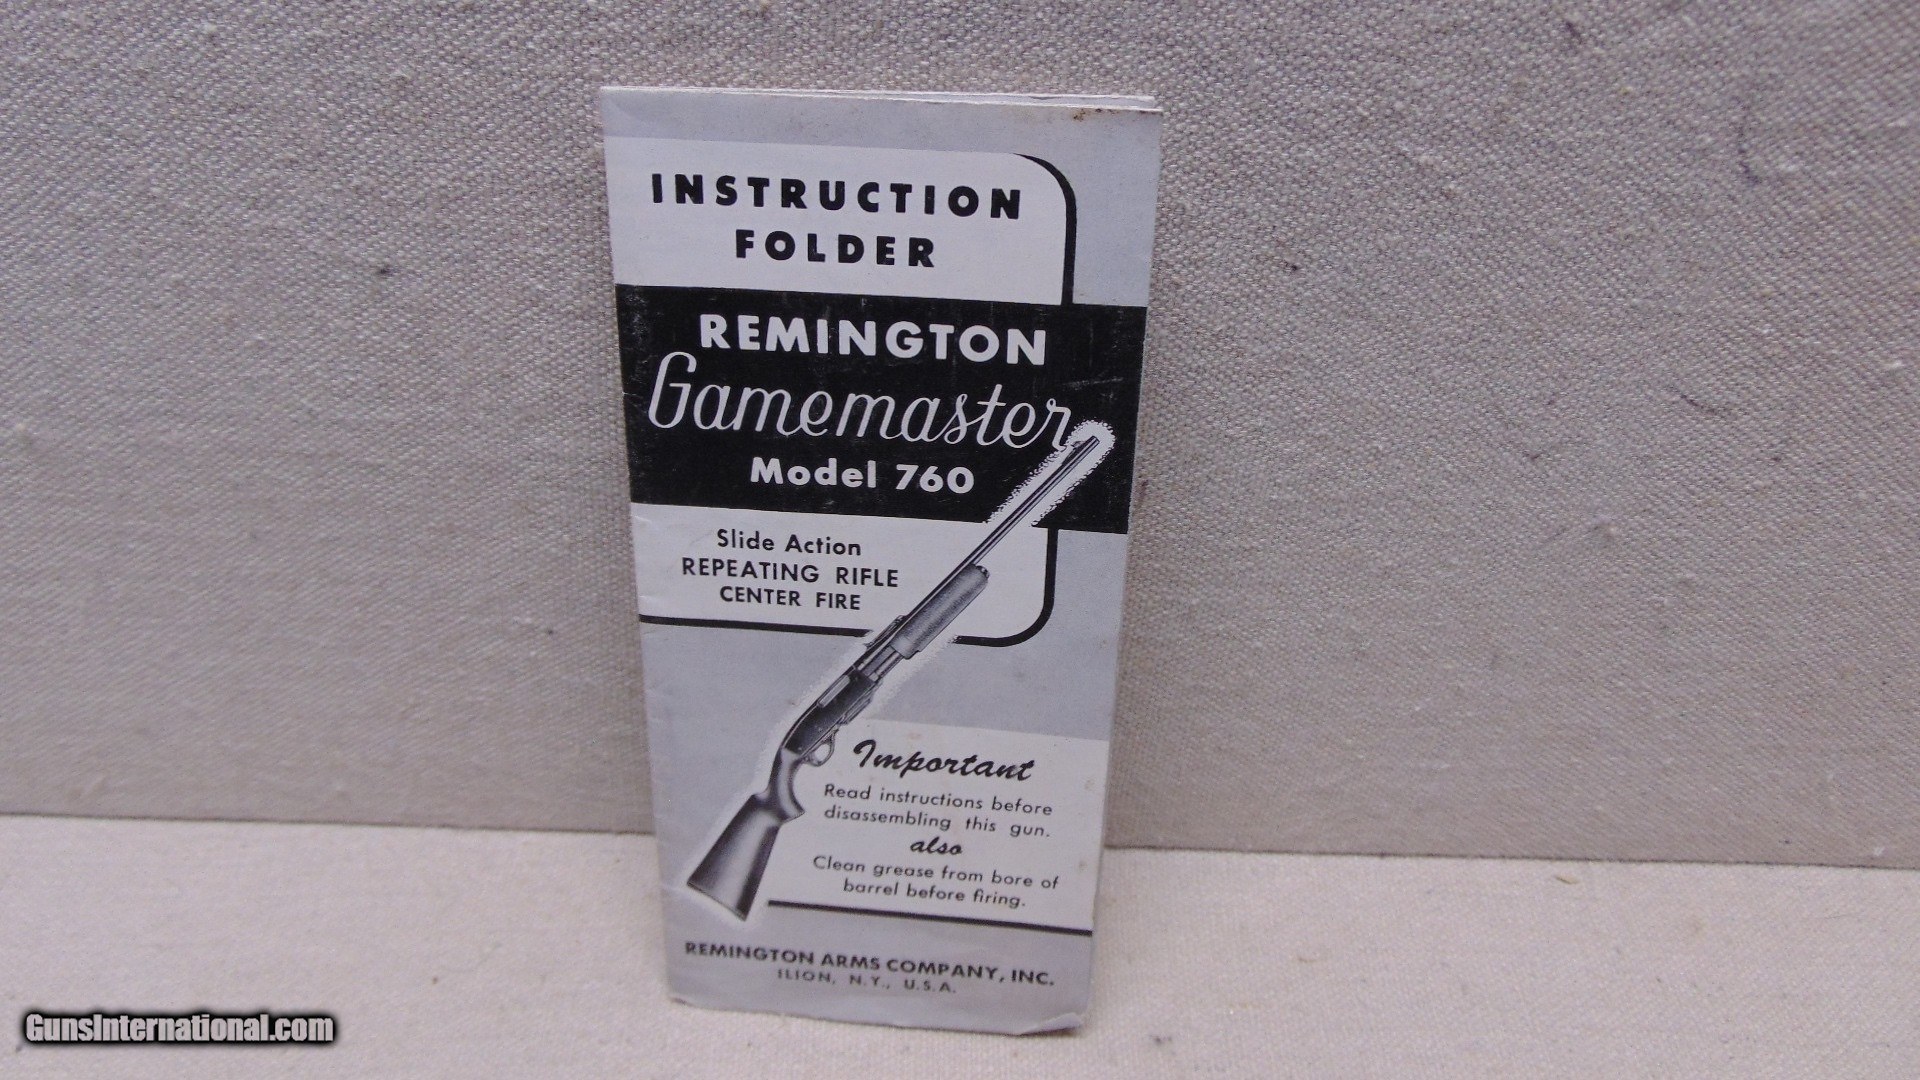 INSTRUCTION
FOLDER
REMINGTON
Gamemaster
Model 760
Slide Action
REPEATING RIFLE
CENTER FIRE
Important
Read instructions before
disassembling this gun.
also
Clean grease from bore of
barrel before firing.
REMINGTON ARMS COMPANY, INC.
ILION, N.Y., U.S.A.
GunsInternational.com